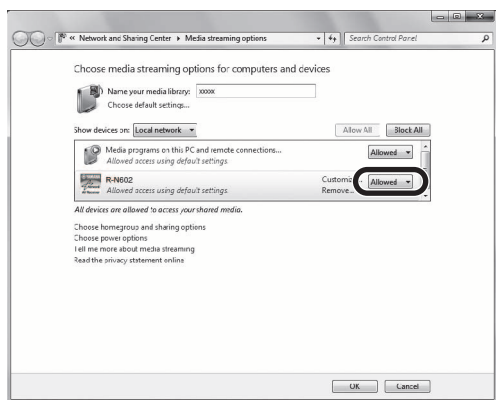 « Network and Sharing Center ▸ Media streaming options
Search Control Panel
Choose media streaming options for computers and devices
Name your media library: xxxxx
Choose default settings...
Show devices on: Local network
Allow All
Block All
Media programs on this PC and remote connections...
Allowed access using default settings.
Allowed
R-N602
Allowed access using default settings.
Remove...
Allowed
All devices are allowed to access your shared media.
Choose homegroup and sharing options
Choose power options
Tell me more about media streaming
Read the privacy statement online
OK
Cancel